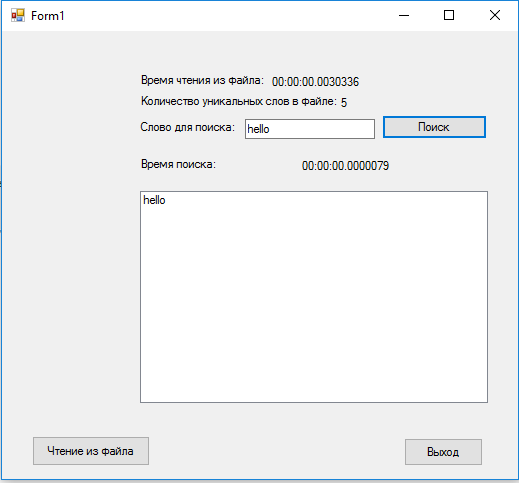 Form1
Время чтения из файла: 00:00:00.0030336
Количество уникальных слов в файле: 5
Слово для поиска: hello Поиск
Время поиска: 00:00:00.0000079
hello
Чтение из файла Выход